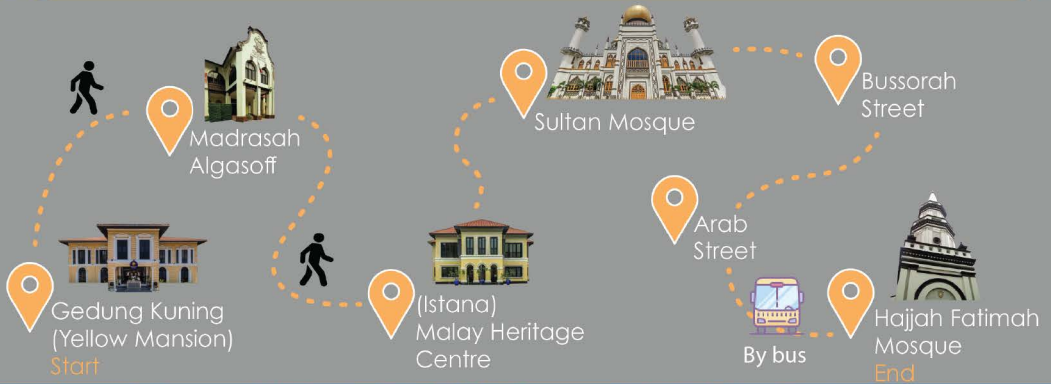 Gedung Kuning
(Yellow Mansion)
Start
Madrasah
Algasoff
(Istana)
Malay Heritage
Centre
Sultan Mosque
Bussorah
Street
Arab
Street
By bus
Hajjah Fatimah
Mosque
End